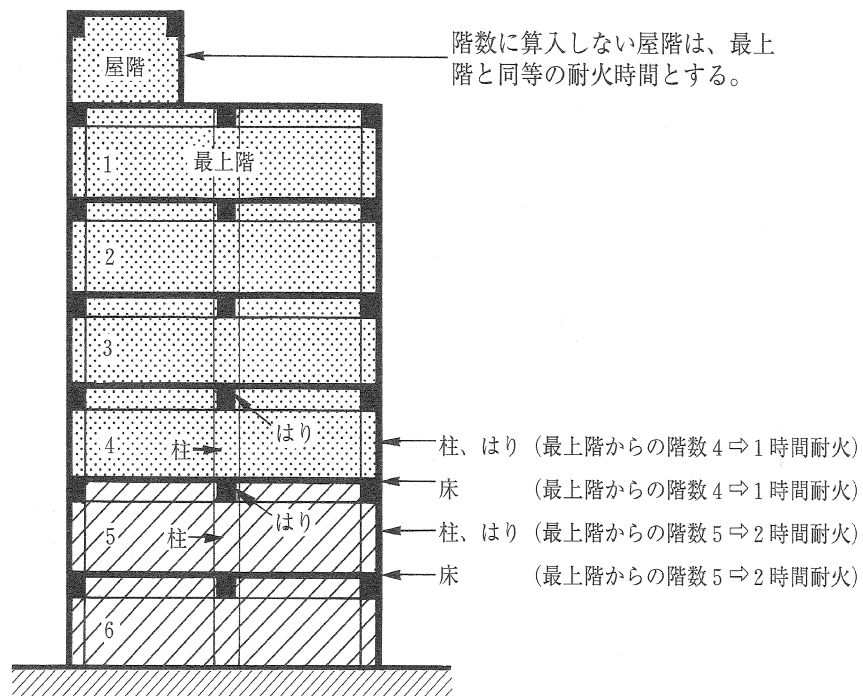 階数に算入しない屋階は、最上
階と同等の耐火時間とする。
屋階
1
最上階
2
3
はり
4
柱
柱、はり（最上階からの階数4⇨1時間耐火）
床　　　（最上階からの階数4⇨1時間耐火）
はり
5
柱
柱、はり（最上階からの階数5⇨2時間耐火）
床　　　（最上階からの階数5⇨2時間耐火）
6